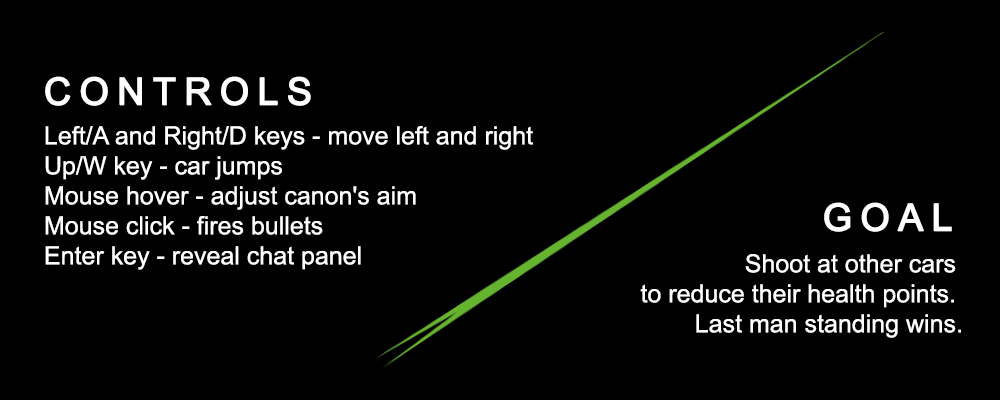 CONTROLS
Left/A and Right/D keys - move left and right
Up/W key - car jumps
Mouse hover - adjust canon's aim
Mouse click - fires bullets
Enter key - reveal chat panel
GOAL
Shoot at other cars
to reduce their health points.
Last man standing wins.